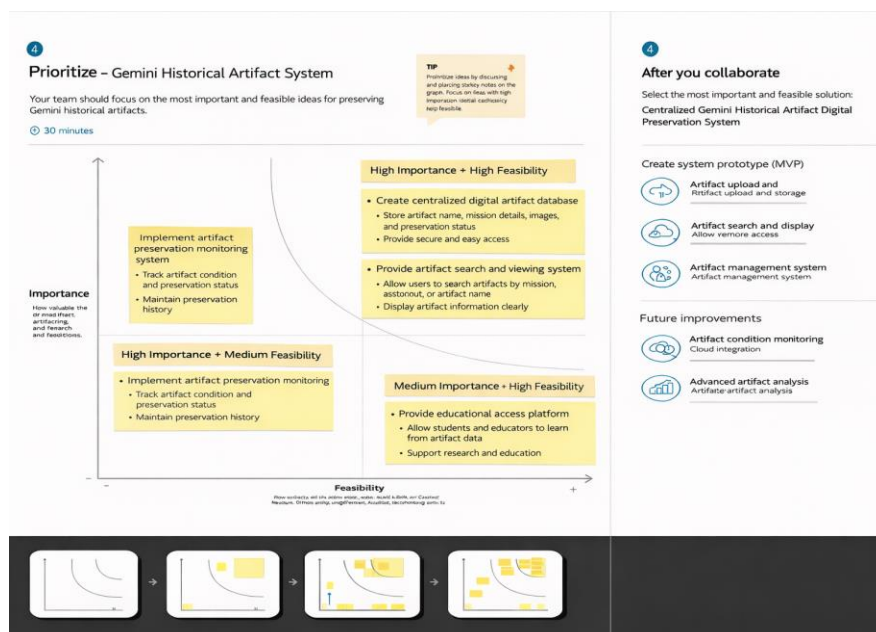 4
Prioritize – Gemini Historical Artifact System
Your team should focus on the most important and feasible ideas for preserving
Gemini historical artifacts.
30 minutes
TIP
ideas by discussing
and placing notes on the
graph. Focus on with high
feasible.
Importance
How valuable the
and
High Importance + High Feasibility
• Create centralized digital artifact database
• Store artifact name, mission details, images,
and preservation status
• Provide secure and easy access
• Provide artifact search and viewing system
• Allow users to search artifacts by mission,
asstonout, or artifact name
• Display artifact information clearly
Implement artifact
preservation monitoring
system
• Track artifact condition
and preservation status
• Maintain preservation
history
High Importance + Medium Feasibility
• Implement artifact preservation monitoring
• Track artifact condition and
preservation status
• Maintain preservation history
Medium Importance + High Feasibility
• Provide educational access platform
• Allow students and educators to learn
from artifact data
• Support research and education
–
–
Feasibility
+
4
After you collaborate
Select the most important and feasible solution:
Centralized Gemini Historical Artifact Digital
Preservation System
Create system prototype (MVP)
Artifact upload and
Rrtifact upload and storage
Artifact search and display
Allow vemore access
Artifact management system
Artifact management system
Future improvements
Artifact condition monitoring
Cloud integration
Advanced artifact analysis
artifact analysis